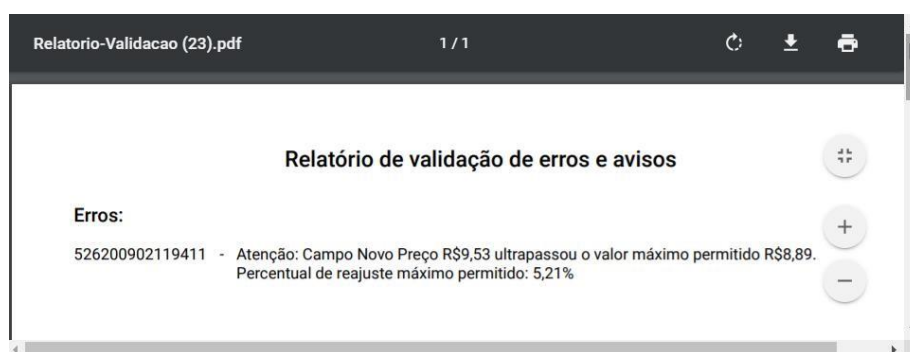 Relatorio-Validacao (23).pdf 1 / 1
Relatório de validação de erros e avisos
Erros:
526200902119411 - Atenção: Campo Novo Preço R$9,53 ultrapassou o valor máximo permitido R$8,89.
Percentual de reajuste máximo permitido: 5,21%